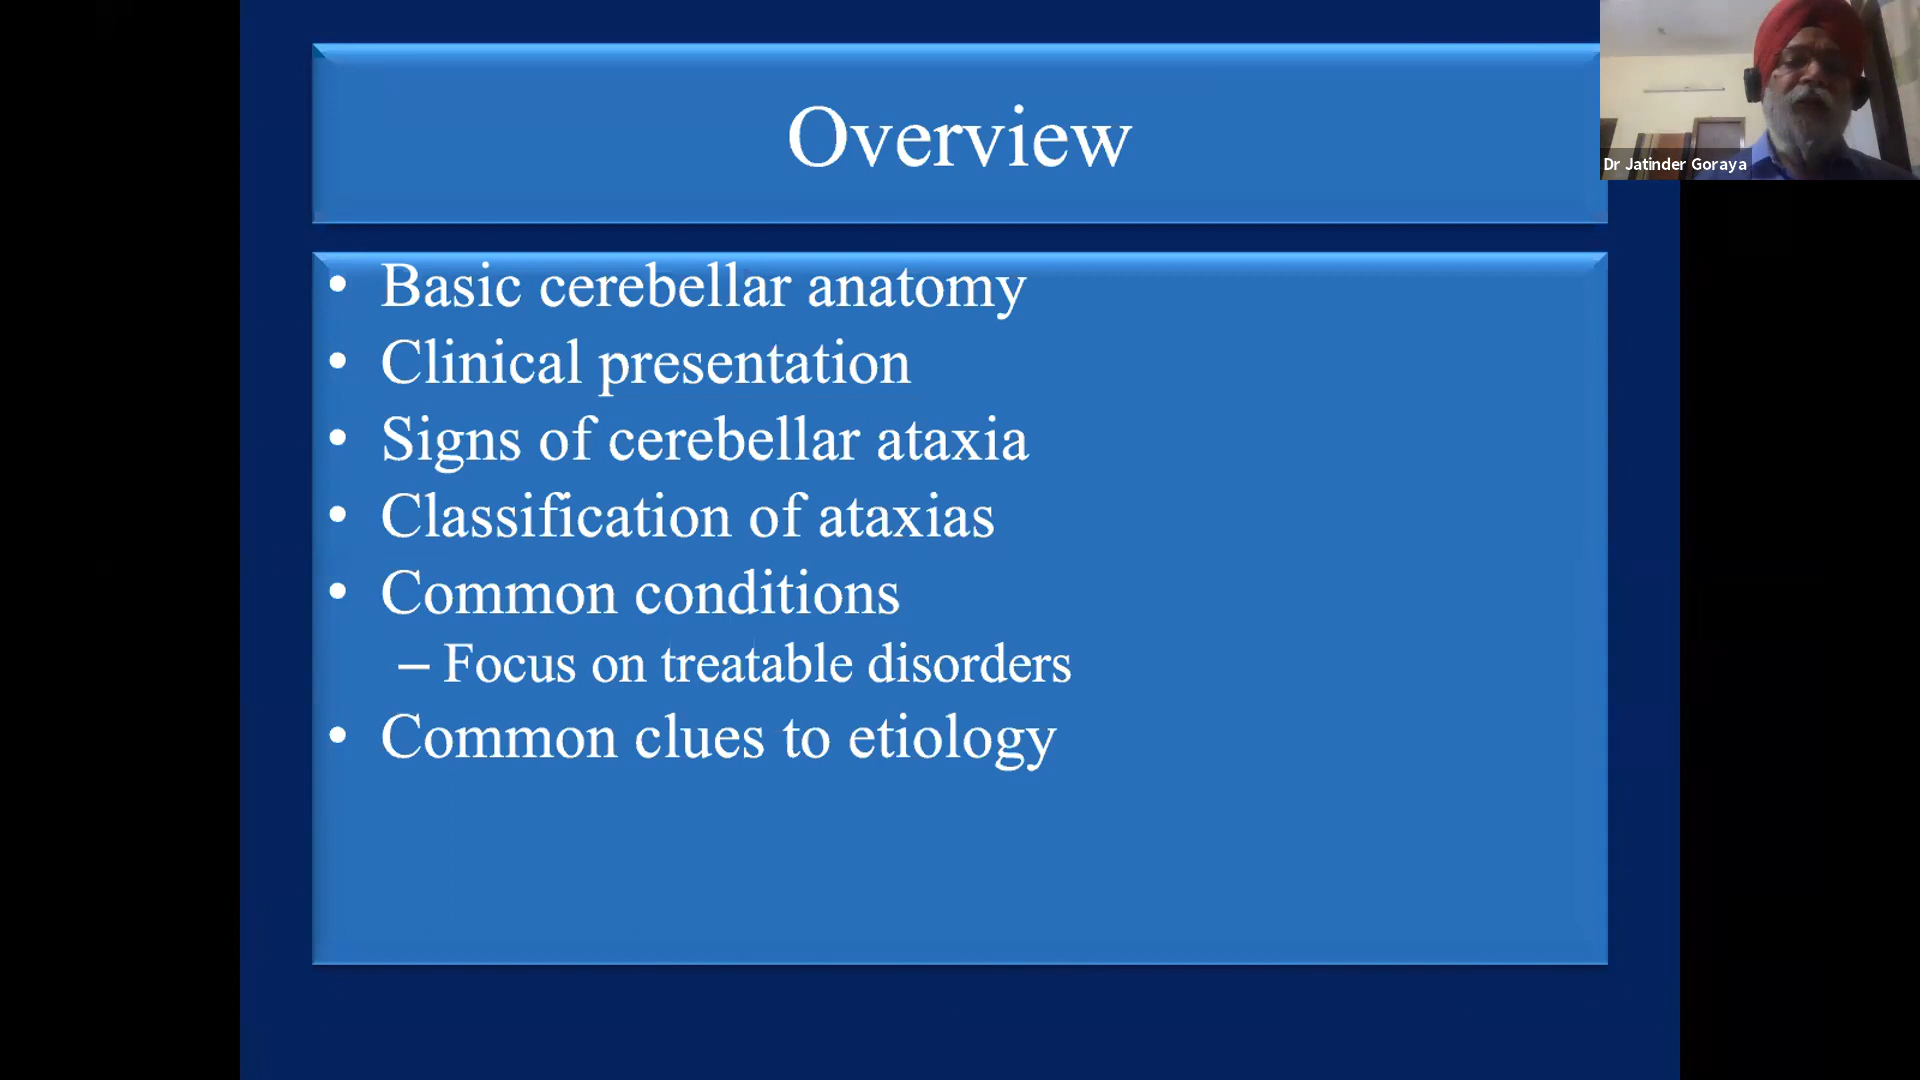 Overview
Dr Jatinder Goraya
• Basic cerebellar anatomy
• Clinical presentation
• Signs of cerebellar ataxia
• Classification of ataxias
• Common conditions
– Focus on treatable disorders
• Common clues to etiology